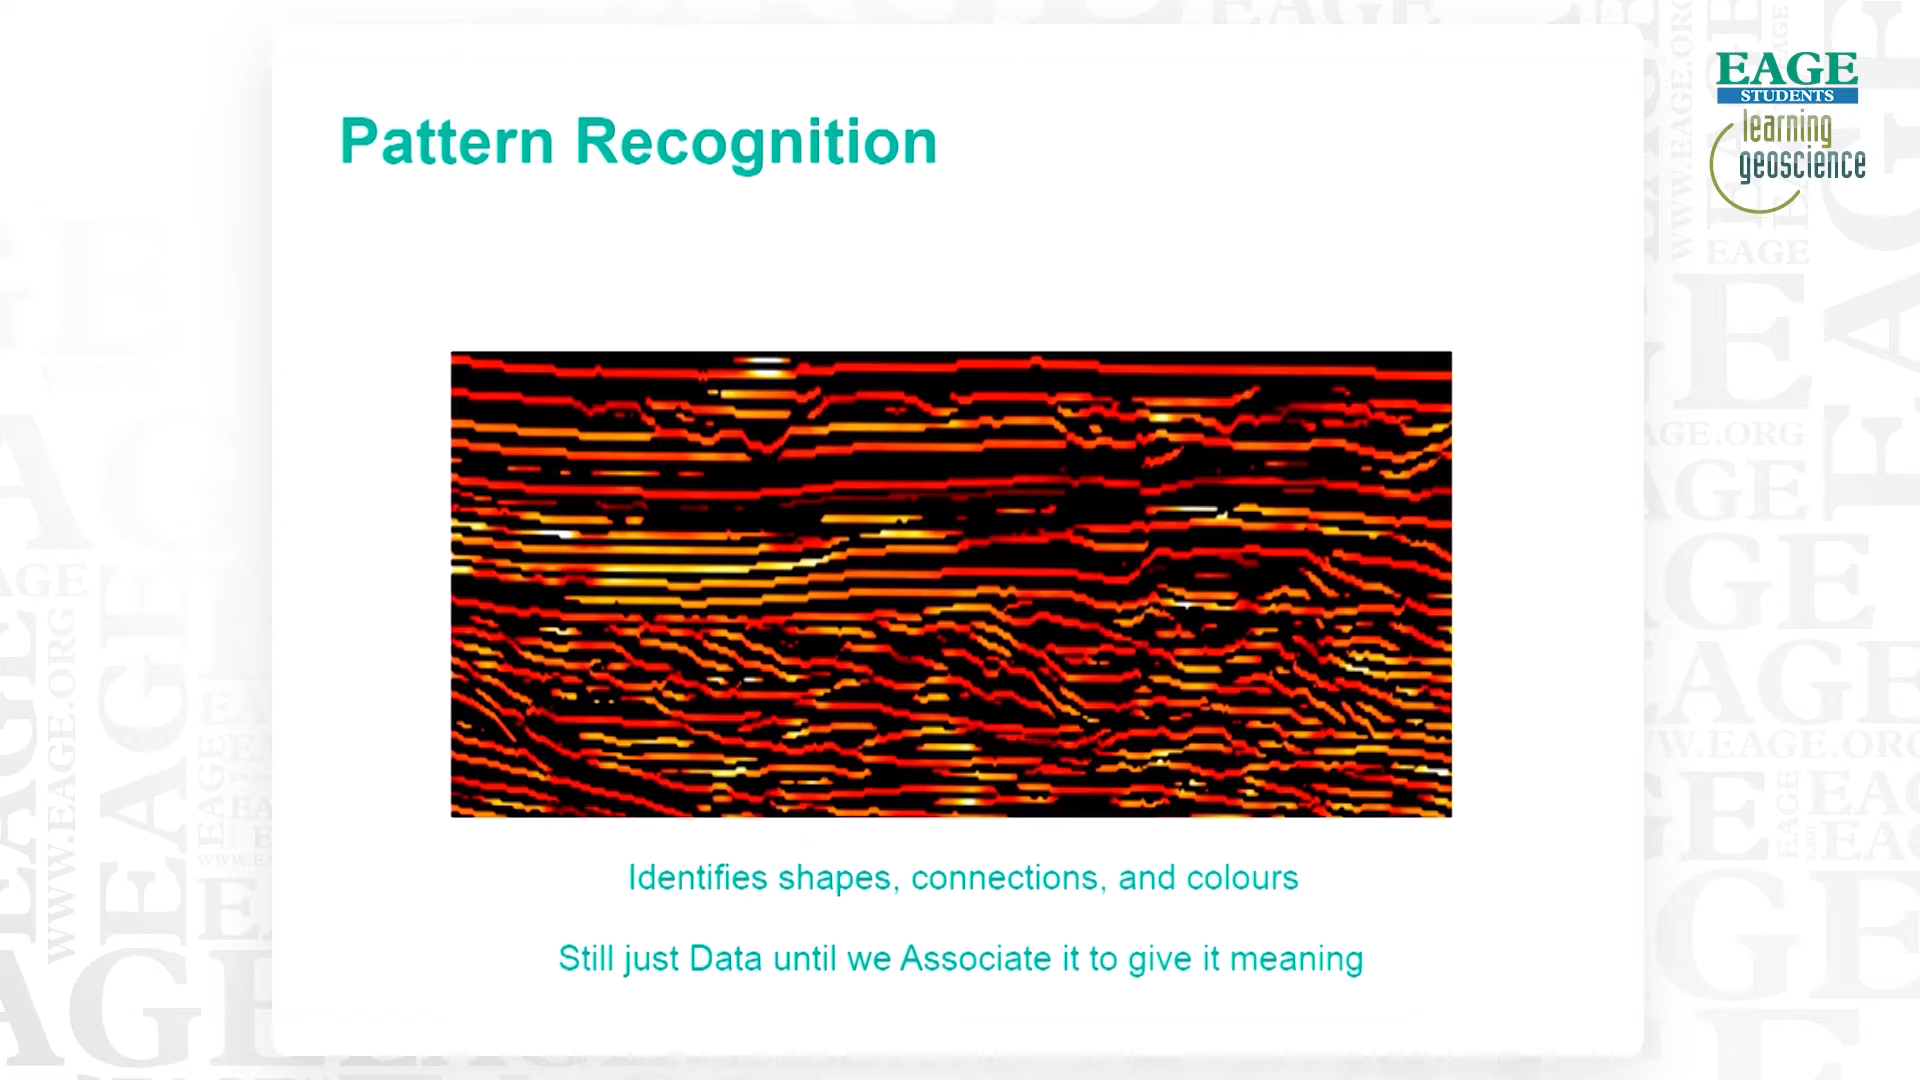 Pattern Recognition
EAGE
STUDENTS
learning
geoscience
Identifies shapes, connections, and colours
Still just Data until we Associate it to give it meaning